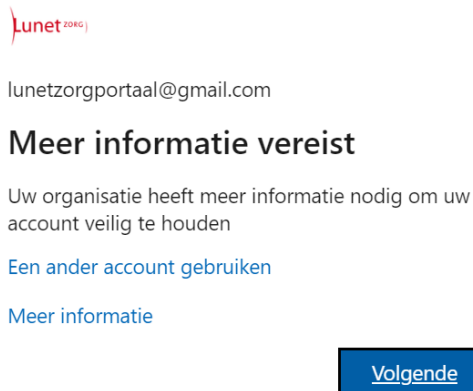 Lunet ZORG
lunetzorgportaal@gmail.com
Meer informatie vereist
Uw organisatie heeft meer informatie nodig om uw
account veilig te houden
Een ander account gebruiken
Meer informatie
Volgende